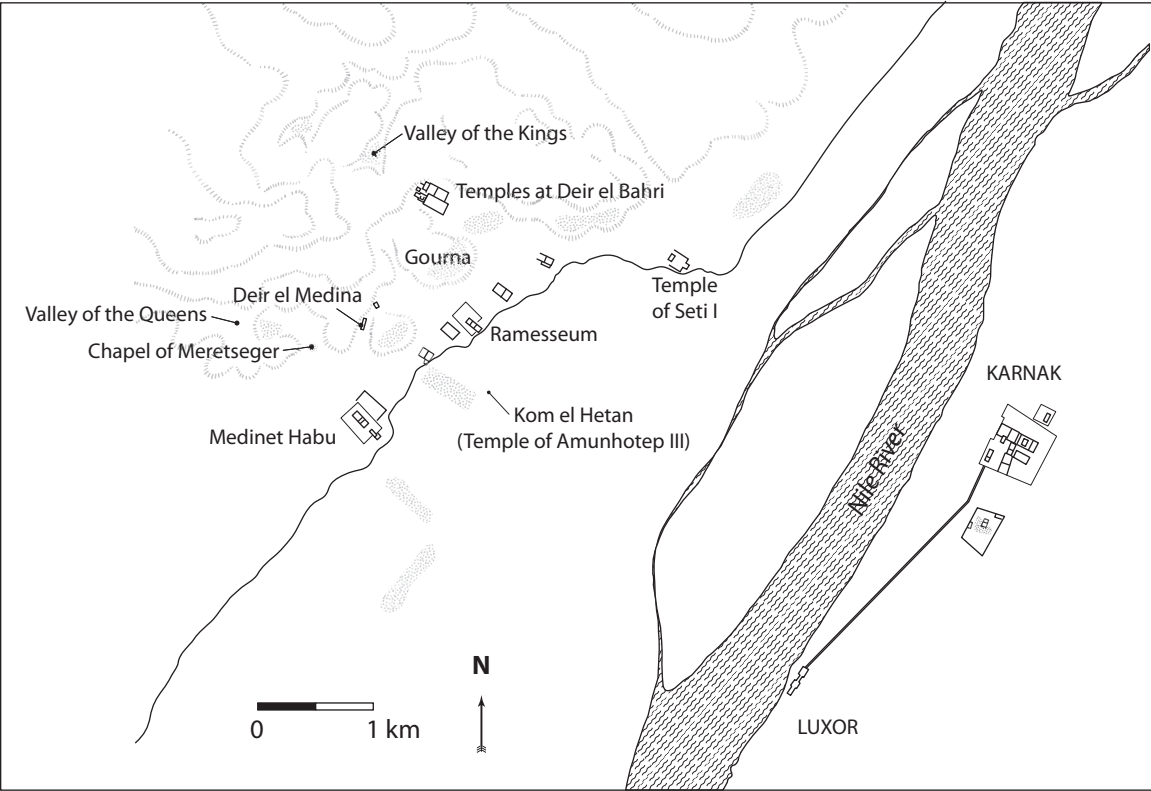 Valley of the Kings
Temples at Deir el Bahri
Gourna
Temple
of Seti I
Deir el Medina
Valley of the Queens
Ramesseum
Chapel of Meretseger
KARNAK
Kom el Hetan
(Temple of Amunhotep III)
Medinet Habu
Nile River
N
0 1 km
LUXOR